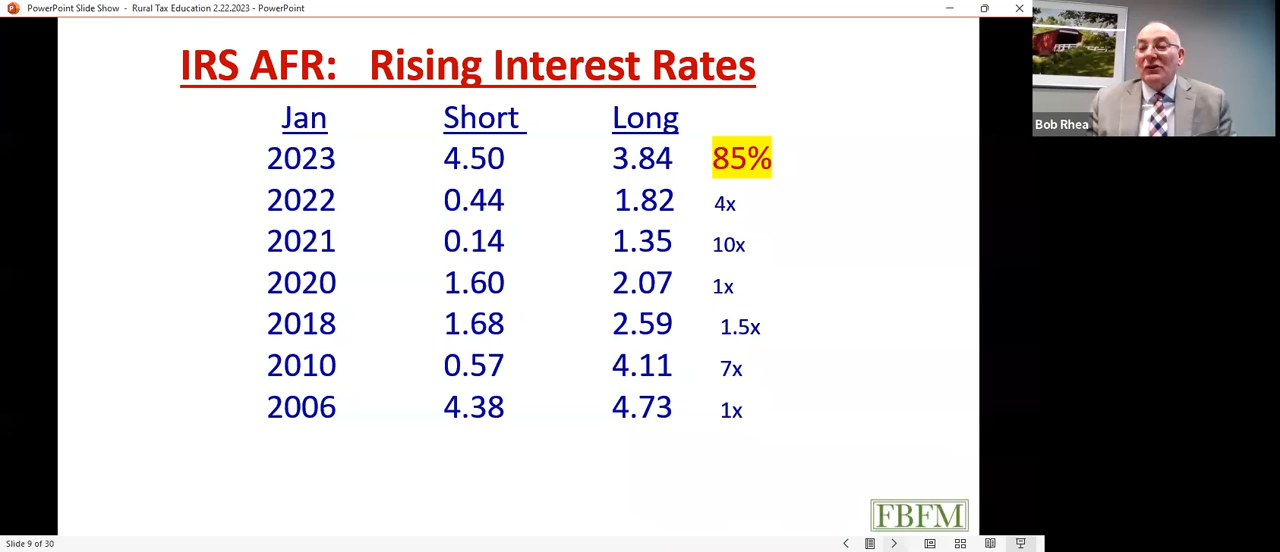 PowerPoint Slide Show - Rural Tax Education 2.22.2023 - PowerPoint
IRS AFR: Rising Interest Rates
Jan Short Long
2023 4.50 3.84 85%
2022 0.44 1.82 4x
2021 0.14 1.35 10x
2020 1.60 2.07 1x
2018 1.68 2.59 1.5x
2010 0.57 4.11 7x
2006 4.38 4.73 1x
FBFM
Slide 9 of 30
Bob Rhea